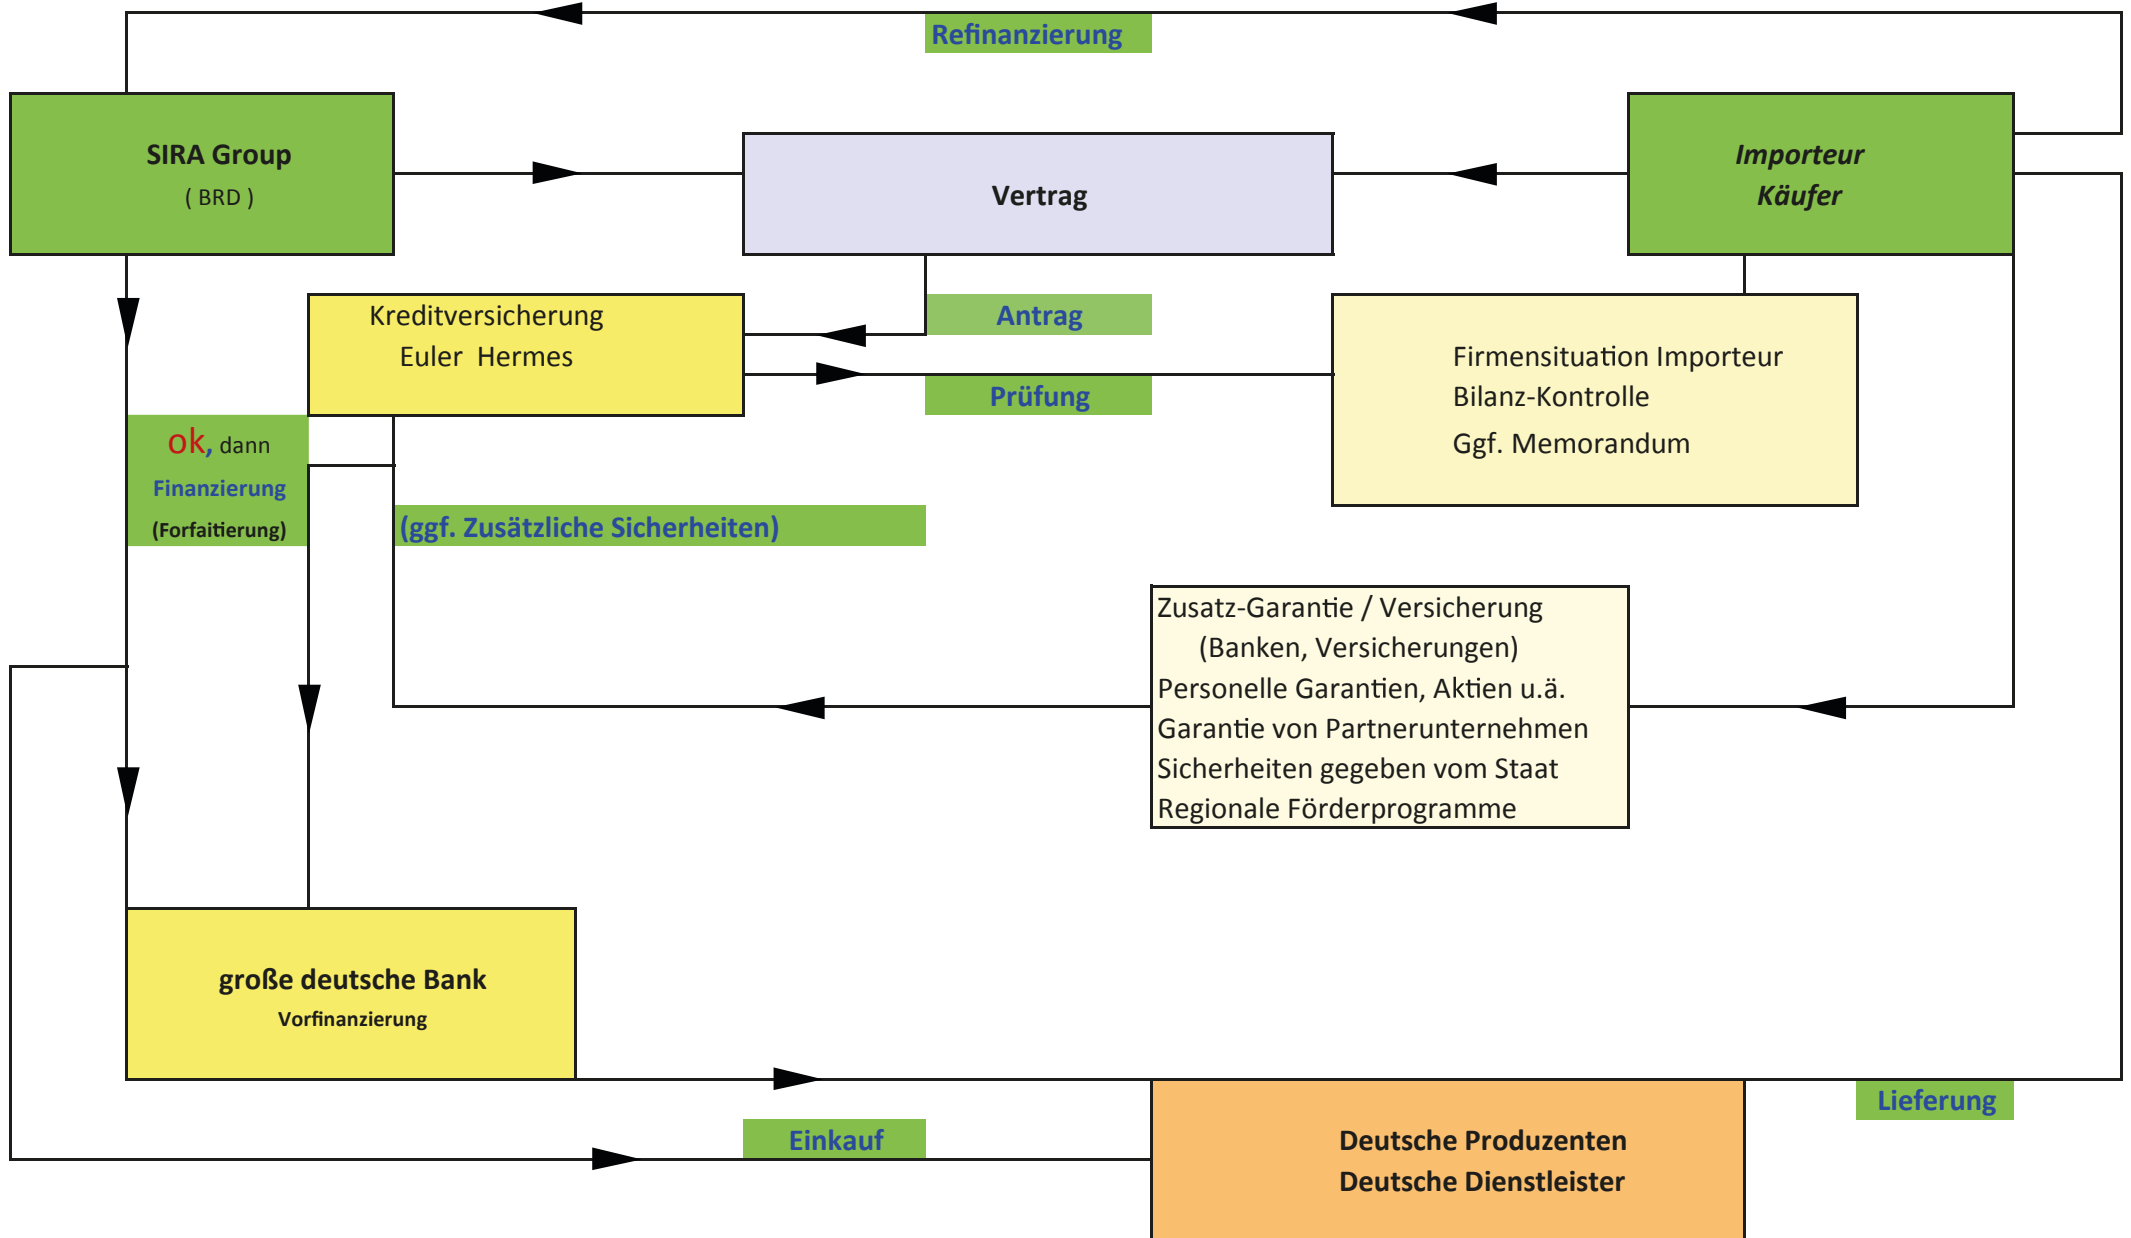 Refinanzierung
SIRA Group
( BRD )
Vertrag
Importeur
Käufer
Kreditversicherung
Euler Hermes
Antrag
Prüfung
Firmensituation Importeur
Bilanz-Kontrolle
Ggf. Memorandum
ok, dann
Finanzierung
(Forfaitierung)
(ggf. Zusätzliche Sicherheiten)
Zusatz-Garantie / Versicherung
(Banken, Versicherungen)
Personelle Garantien, Aktien u.ä.
Garantie von Partnerunternehmen
Sicherheiten gegeben vom Staat
Regionale Förderprogramme
große deutsche Bank
Vorfinanzierung
Lieferung
Einkauf
Deutsche Produzenten
Deutsche Dienstleister